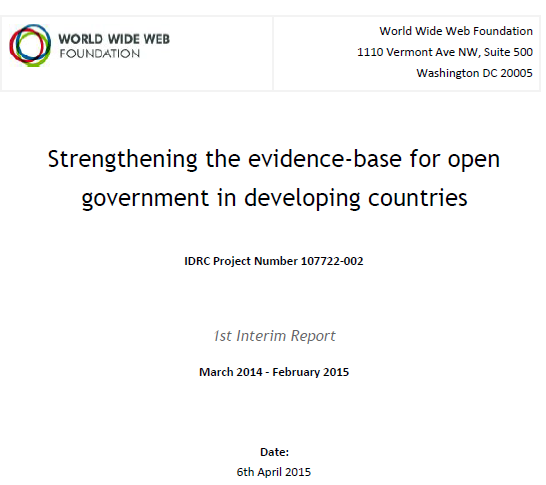 WORLD WIDE WEB
FOUNDATION
World Wide Web Foundation
1110 Vermont Ave NW, Suite 500
Washington DC 20005
Strengthening the evidence-base for open
government in developing countries
IDRC Project Number 107722-002
1st Interim Report
March 2014 - February 2015
Date:
6th April 2015